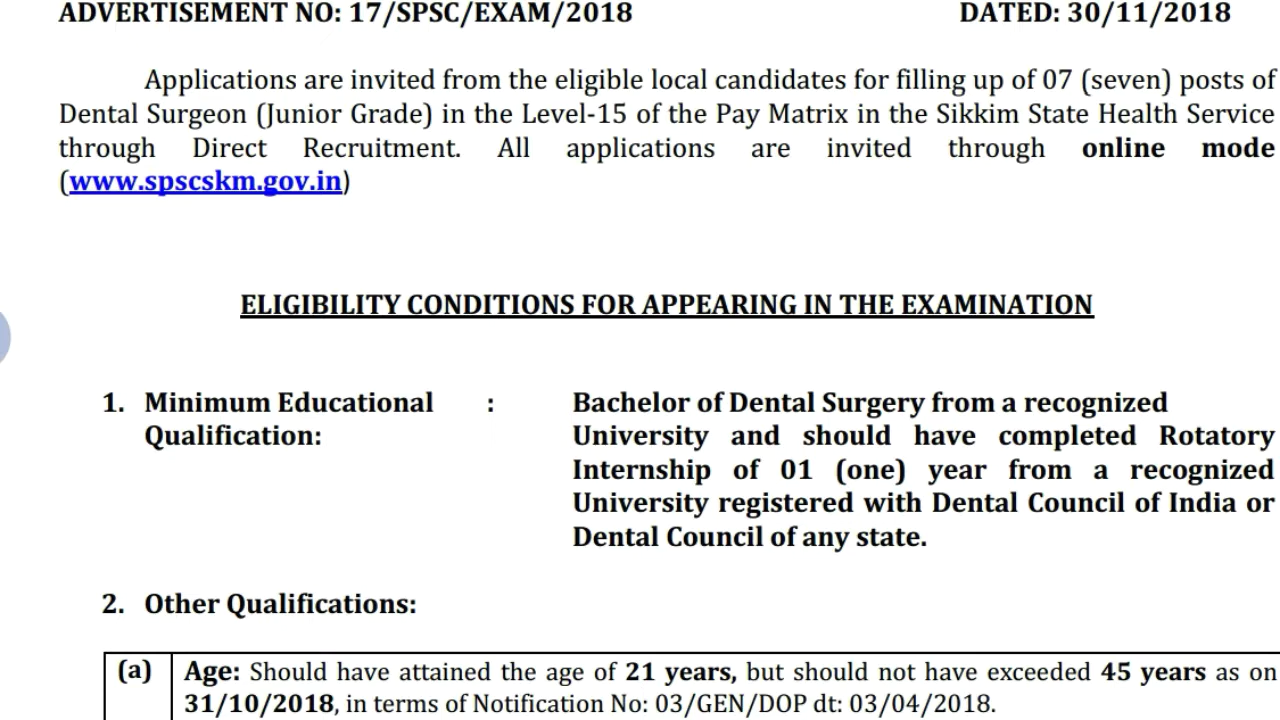 ADVERTISEMENT NO: 17/SPSC/EXAM/2018 DATED: 30/11/2018
Applications are invited from the eligible local candidates for filling up of 07 (seven) posts of
Dental Surgeon (Junior Grade) in the Level-15 of the Pay Matrix in the Sikkim State Health Service
through Direct Recruitment. All applications are invited through online mode
(www.spscskm.gov.in)
ELIGIBILITY CONDITIONS FOR APPEARING IN THE EXAMINATION
1. Minimum Educational : Bachelor of Dental Surgery from a recognized
Qualification: University and should have completed Rotatory
Internship of 01 (one) year from a recognized
University registered with Dental Council of India or
Dental Council of any state.
2. Other Qualifications:
(a) Age: Should have attained the age of 21 years, but should not have exceeded 45 years as on
31/10/2018, in terms of Notification No: 03/GEN/DOP dt: 03/04/2018.